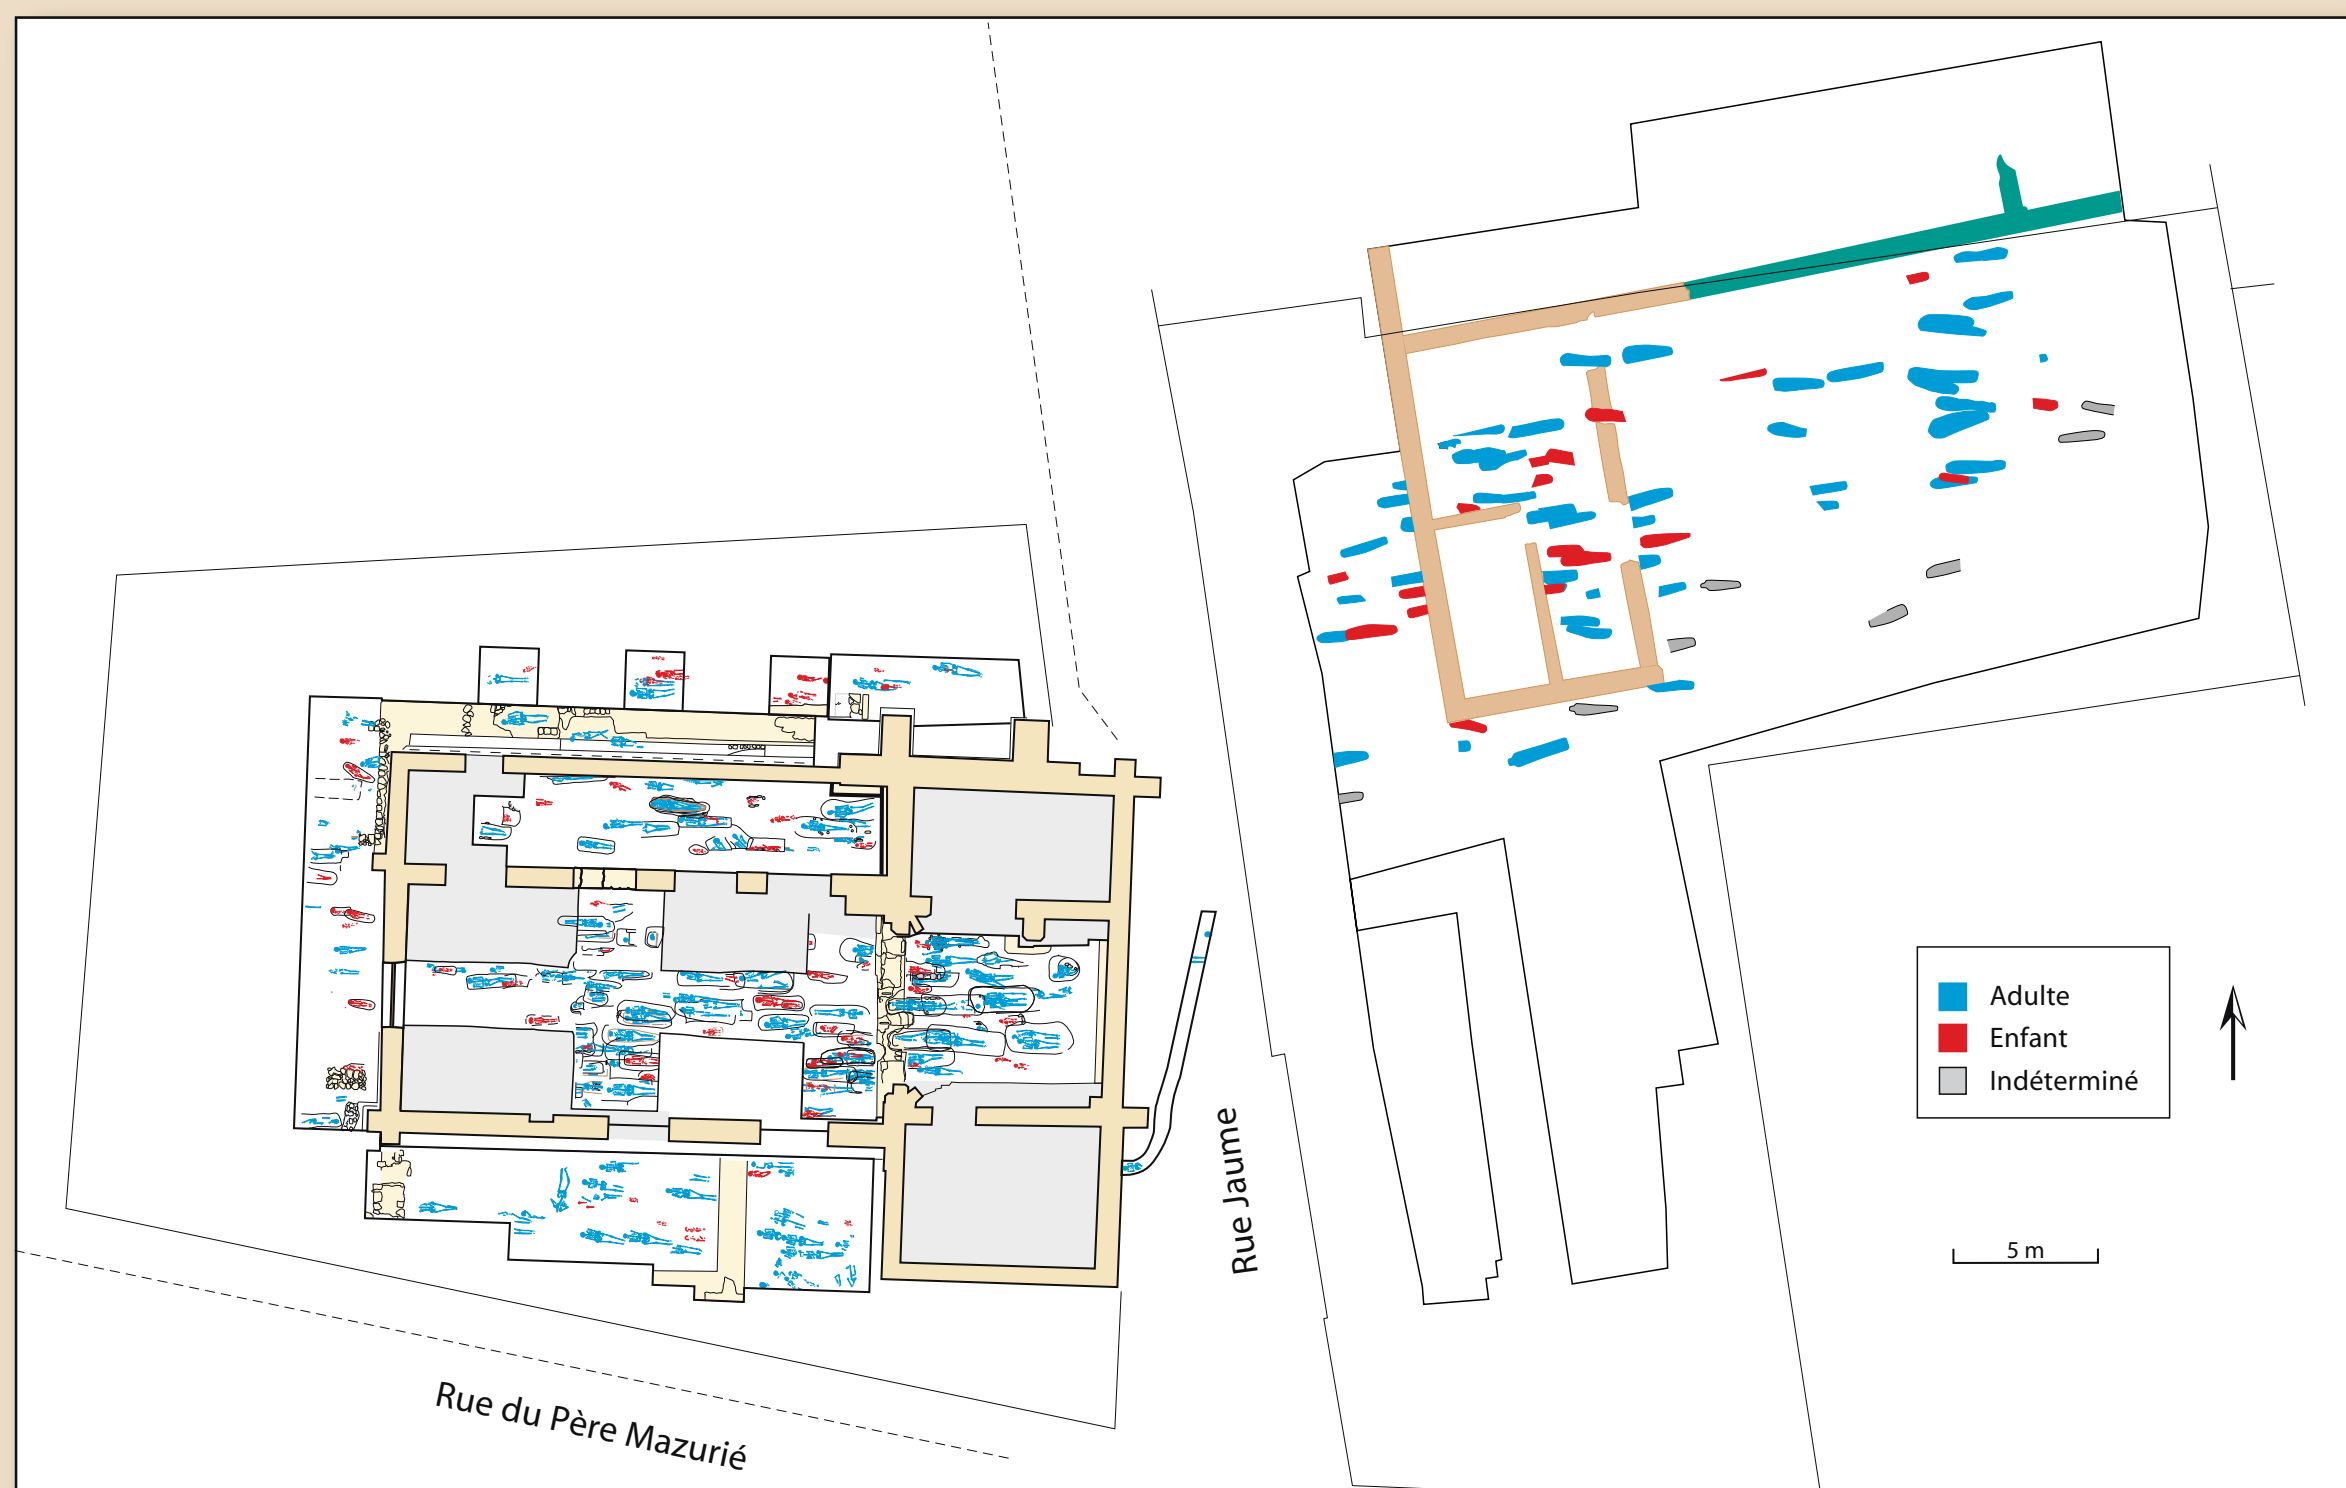 Adulte
Enfant
Indéterminé
5 m
Rue Jaume
Rue du Père Mazurié